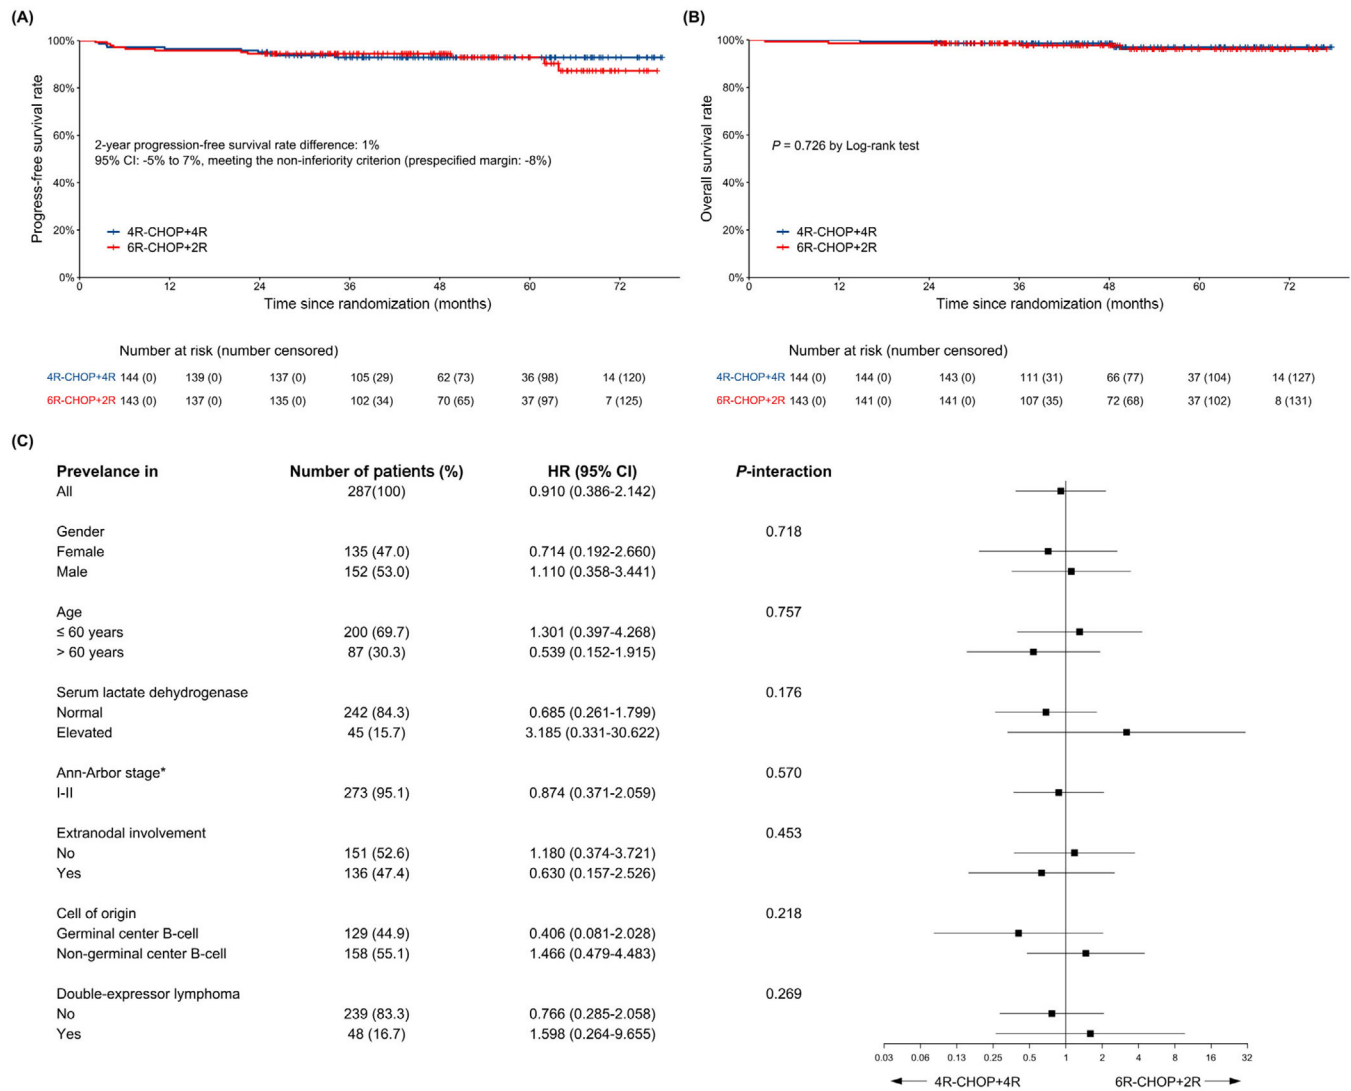 (A)
100%
80%
60%
40%
20%
0%
Progress-free survival rate
2-year progression-free survival rate difference: 1%
95% CI: -5% to 7%, meeting the non-inferiority criterion (prespecified margin: -8%)
4R-CHOP+4R
6R-CHOP+2R
0 12 24 36 48 60 72
Time since randomization (months)
Number at risk (number censored)
4R-CHOP+4R 144 (0) 139 (0) 137 (0) 105 (29) 62 (73) 36 (98) 14 (120)
6R-CHOP+2R 143 (0) 137 (0) 135 (0) 102 (34) 70 (65) 37 (97) 7 (125)
(B)
100%
80%
60%
40%
20%
0%
Overall survival rate
P = 0.726 by Log-rank test
4R-CHOP+4R
6R-CHOP+2R
0 12 24 36 48 60 72
Time since randomization (months)
Number at risk (number censored)
4R-CHOP+4R 144 (0) 144 (0) 143 (0) 111 (31) 66 (77) 37 (104) 14 (127)
6R-CHOP+2R 143 (0) 141 (0) 141 (0) 107 (35) 72 (68) 37 (102) 8 (131)
(C)
Prevelance in Number of patients (%) HR (95% CI) P-interaction
All 287(100) 0.910 (0.386-2.142)
Gender 0.718
Female 135 (47.0) 0.714 (0.192-2.660)
Male 152 (53.0) 1.110 (0.358-3.441)
Age 0.757
≤ 60 years 200 (69.7) 1.301 (0.397-4.268)
> 60 years 87 (30.3) 0.539 (0.152-1.915)
Serum lactate dehydrogenase 0.176
Normal 242 (84.3) 0.685 (0.261-1.799)
Elevated 45 (15.7) 3.185 (0.331-30.622)
Ann-Arbor stage* 0.570
I-II 273 (95.1) 0.874 (0.371-2.059)
Extranodal involvement 0.453
No 151 (52.6) 1.180 (0.374-3.721)
Yes 136 (47.4) 0.630 (0.157-2.526)
Cell of origin 0.218
Germinal center B-cell 129 (44.9) 0.406 (0.081-2.028)
Non-germinal center B-cell 158 (55.1) 1.466 (0.479-4.483)
Double-expressor lymphoma 0.269
No 239 (83.3) 0.766 (0.285-2.058)
Yes 48 (16.7) 1.598 (0.264-9.655)
0.03 0.06 0.13 0.25 0.5 1 2 4 8 16 32
4R-CHOP+4R 6R-CHOP+2R